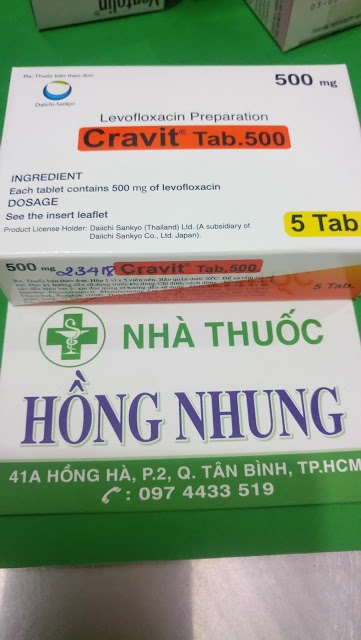 Ventolin
Rx: Thuốc bán theo đơn
500 mg
Daiichi-Sankyo
Levofloxacin Preparation
Cravit® Tab.500
INGREDIENT
Each tablet contains 500 mg of levofloxacin
DOSAGE
See the insert leaflet
Product License Holder: Daiichi Sankyo (Thailand) Ltd. (A subsidiary of
Daiichi Sankyo Co., Ltd. Japan).
5 Tab
500 mg 23418 Cravit® Tab.500
5 Tab.
NHÀ THUỐC
HỒNG NHUNG
41A HỒNG HÀ, P.2, Q. TÂN BÌNH, TP.HCM
: 097 4433 519